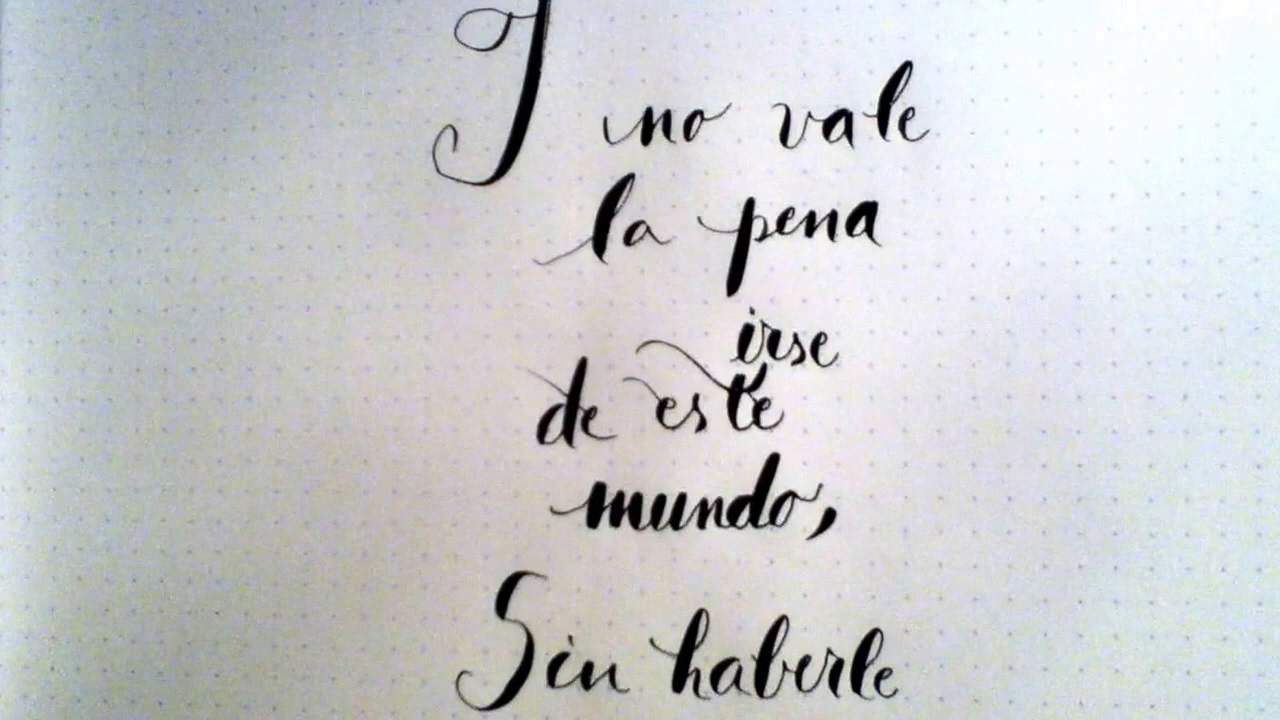 Y no vale
la pena
irse
de este
mundo,
Sin haberle